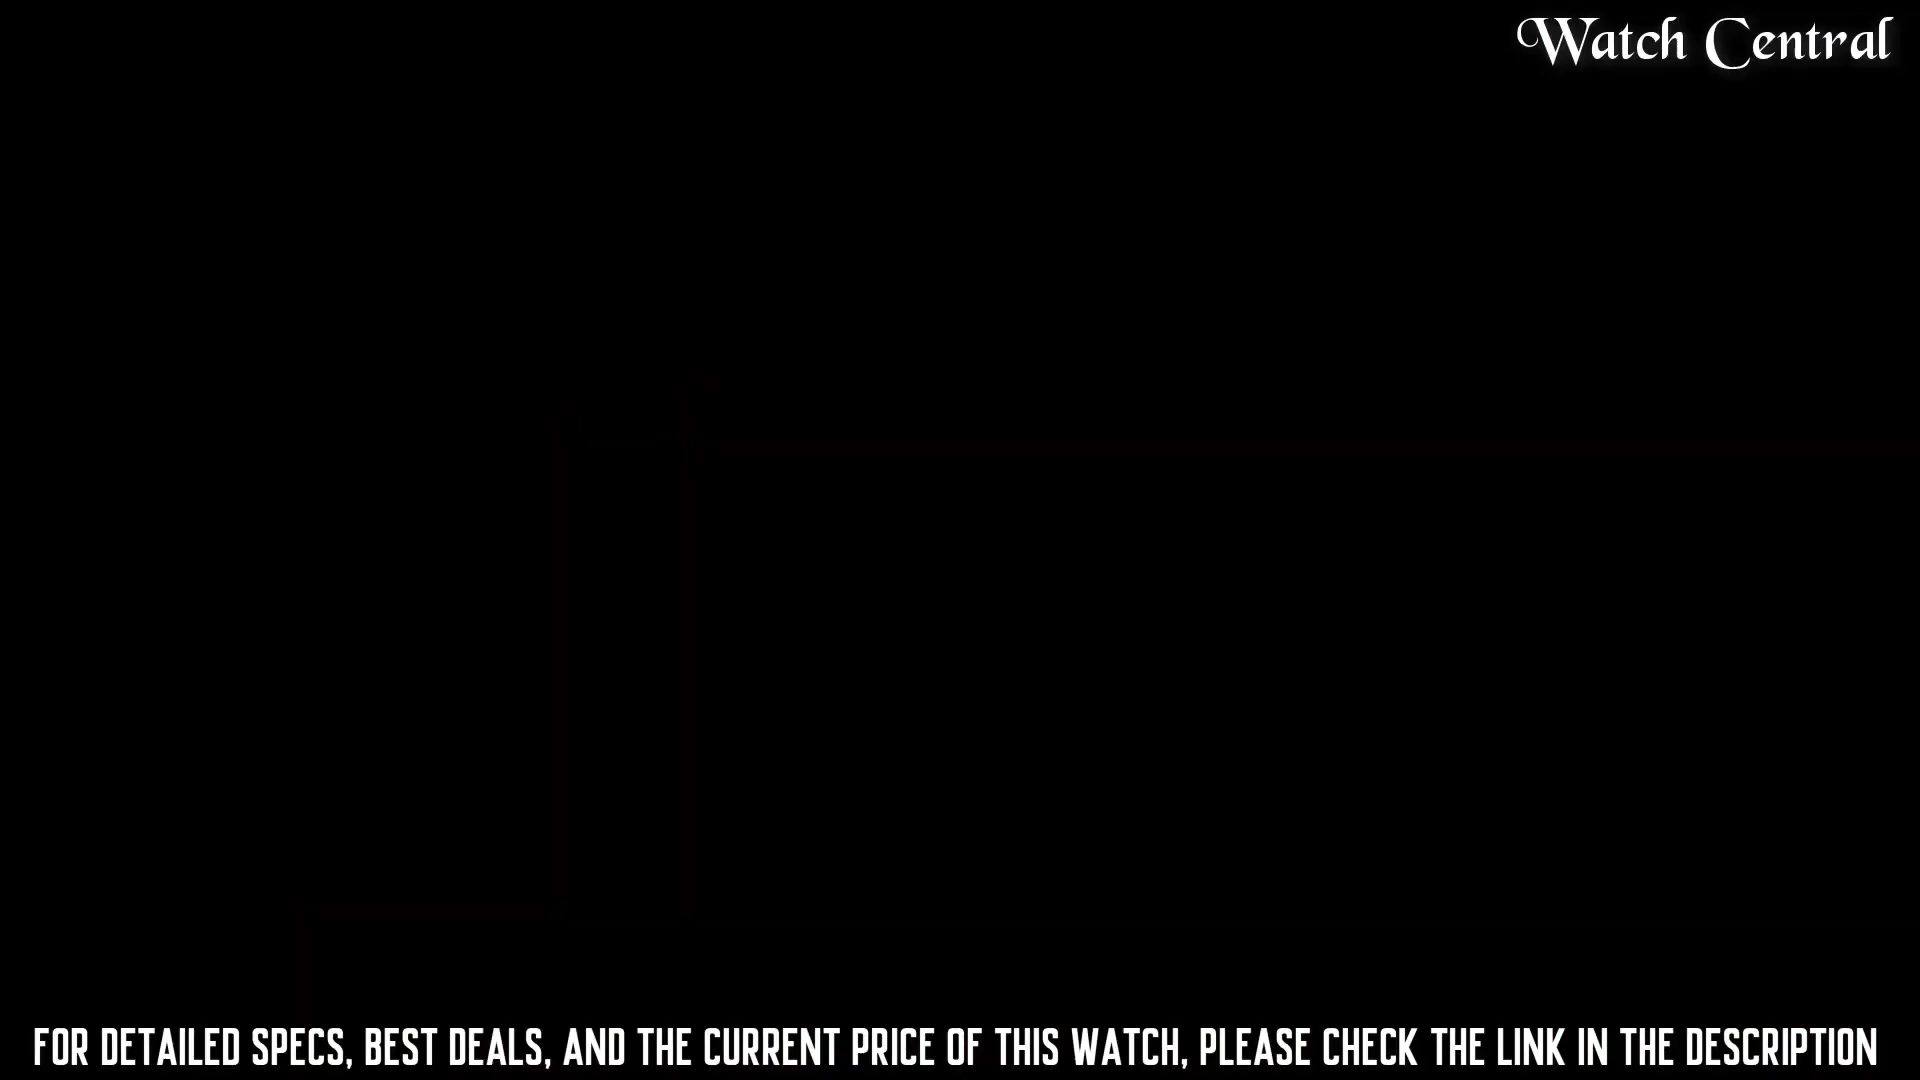 Watch Central
FOR DETAILED SPECS, BEST DEALS, AND THE CURRENT PRICE OF THIS WATCH, PLEASE CHECK THE LINK IN THE DESCRIPTION